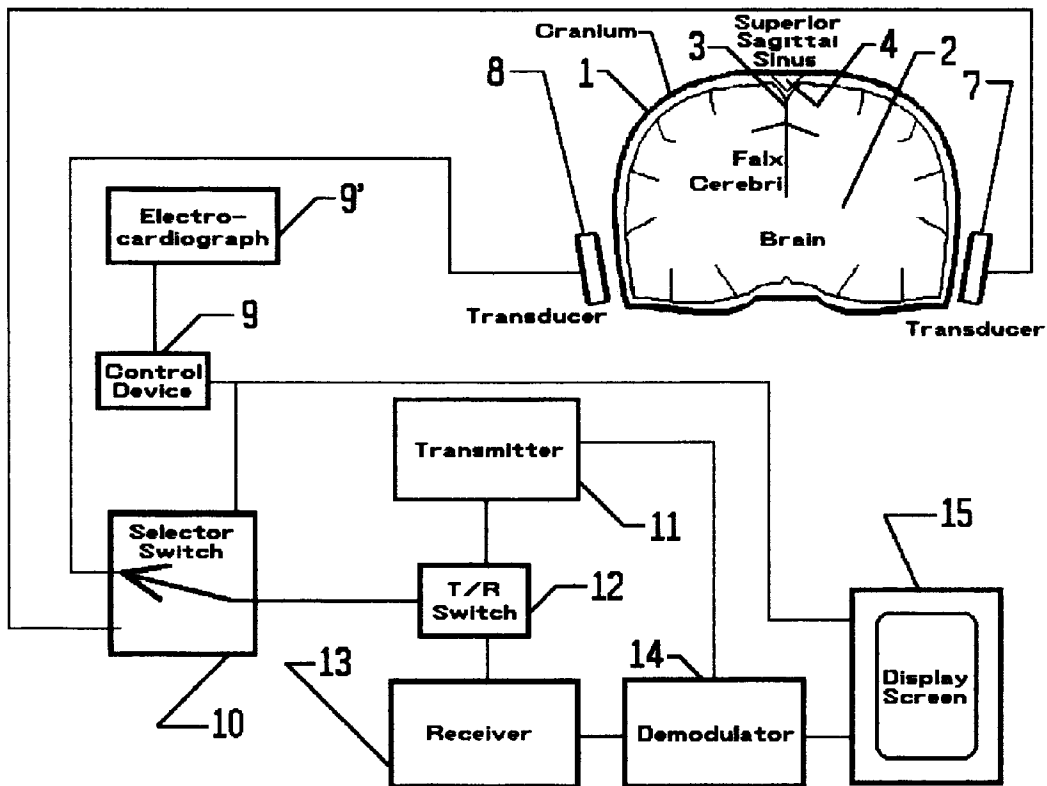 Superior
Sagittal
Sinus
Cranium
3
4
2
8
1
7
Falx
Cerebri
Brain
Transducer
Transducer
Electro-
cardiograph
9'
9
Control
Device
Transmitter
11
Selector
Switch
10
T/R
Switch
12
15
13
14
Receiver
Demodulator
Display
Screen